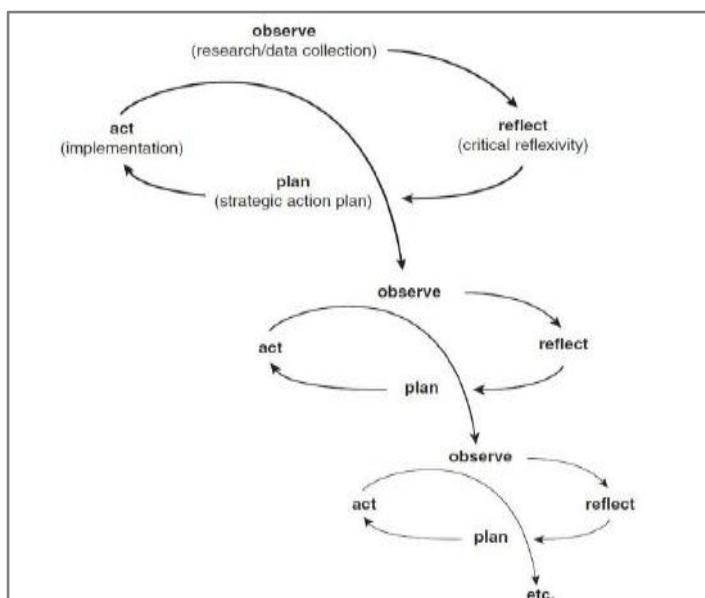 observe
(research/data collection)
act
(implementation)
reflect
(critical reflexivity)
plan
(strategic action plan)
observe
act
reflect
plan
observe
act
reflect
plan
etc.